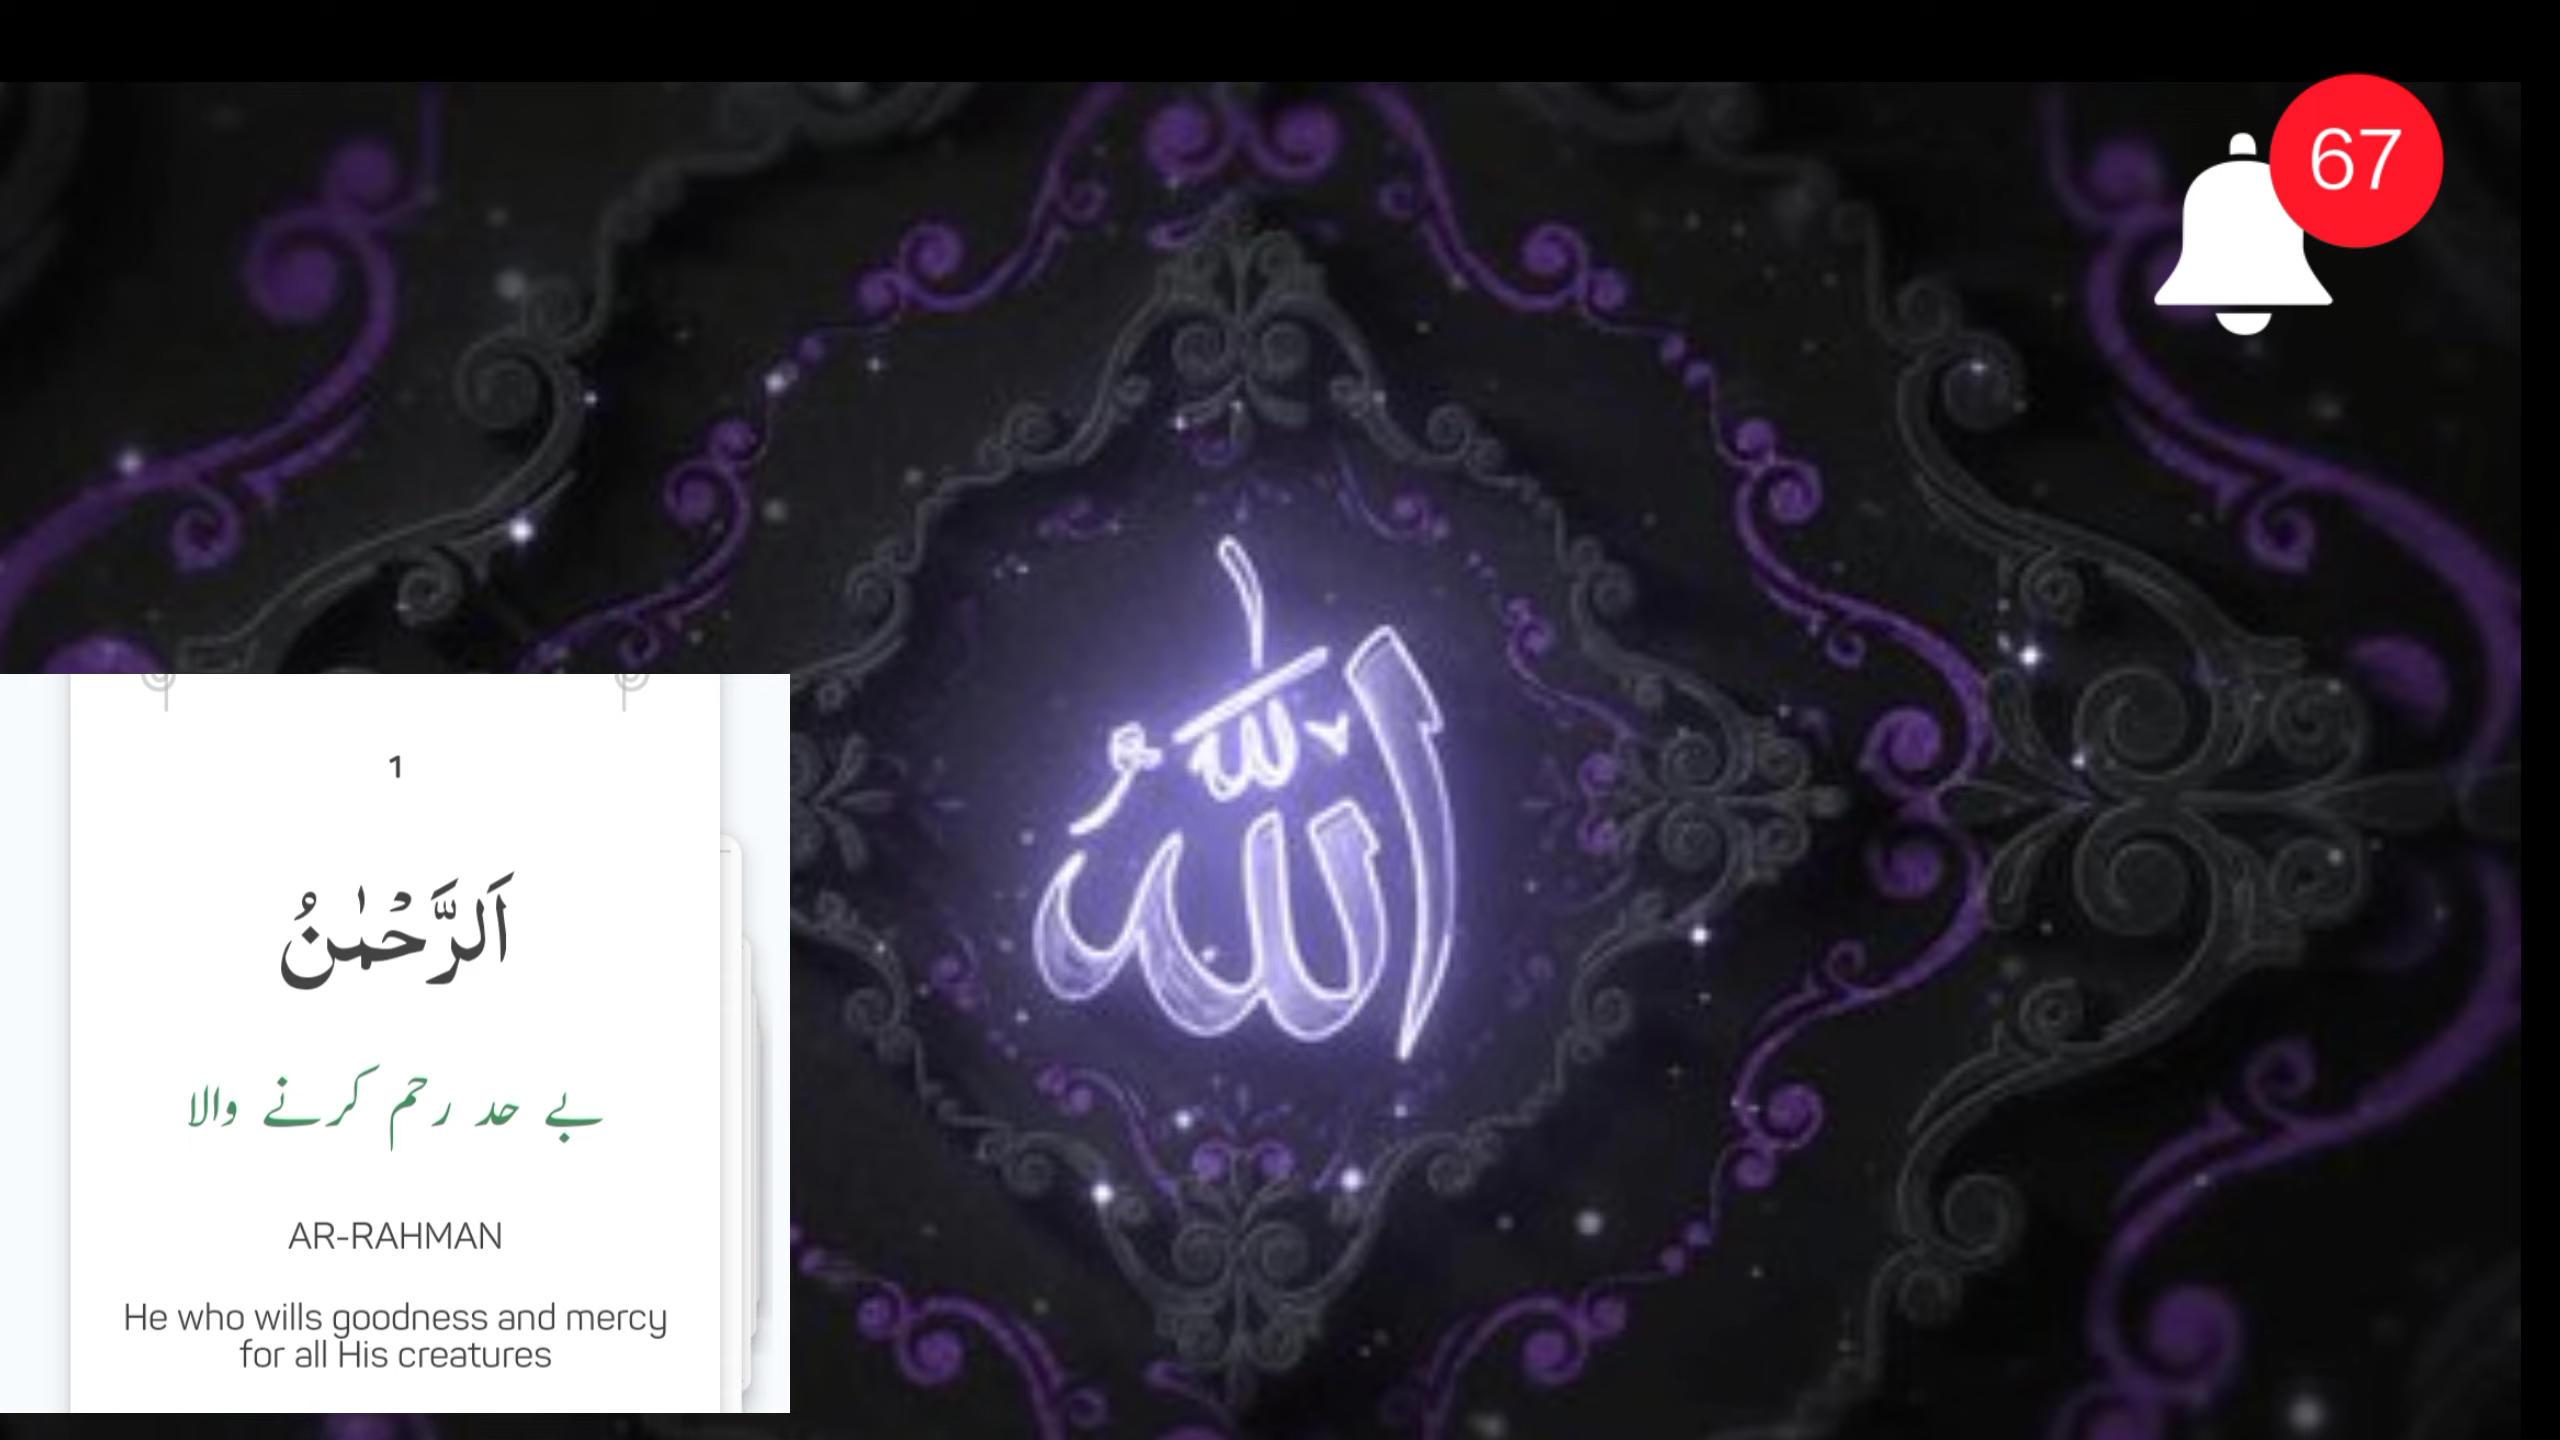 67
الله
1
اَلرَّحْمٰنُ
بے حد رحم کرنے والا
AR-RAHMAN
He who wills goodness and mercy
for all His creatures